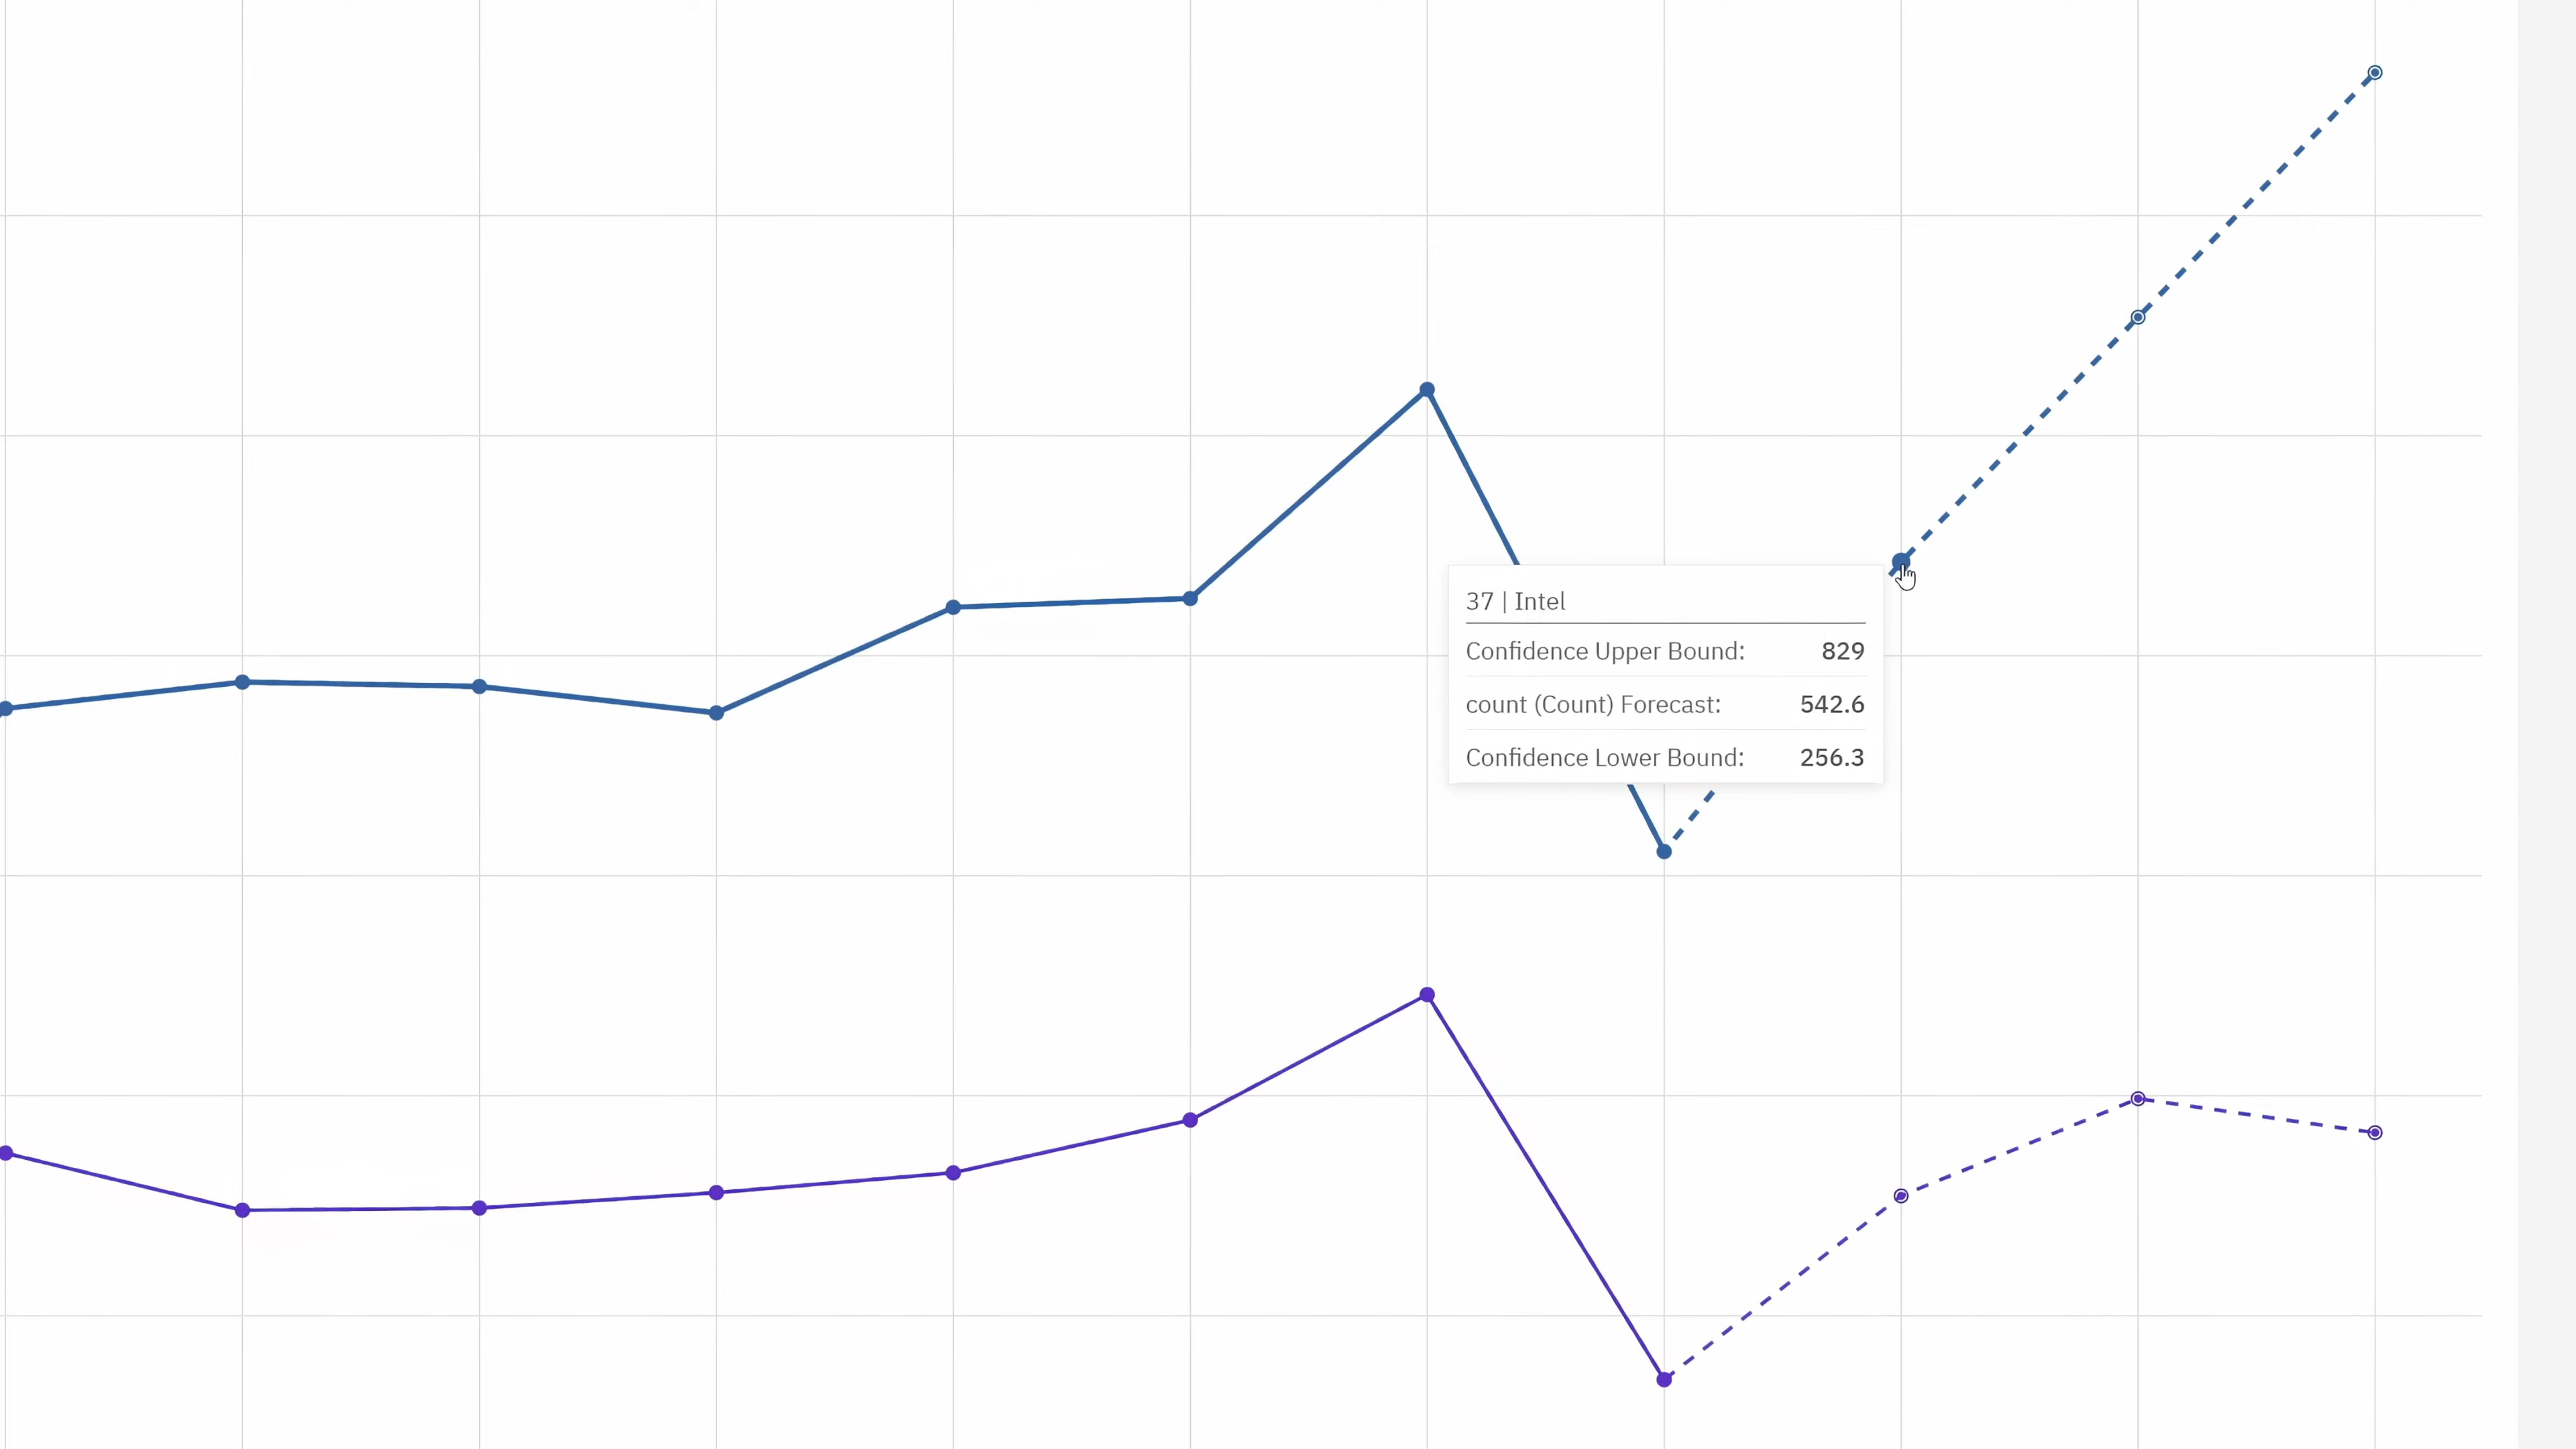 37 | Intel
Confidence Upper Bound: 829
count (Count) Forecast: 542.6
Confidence Lower Bound: 256.3